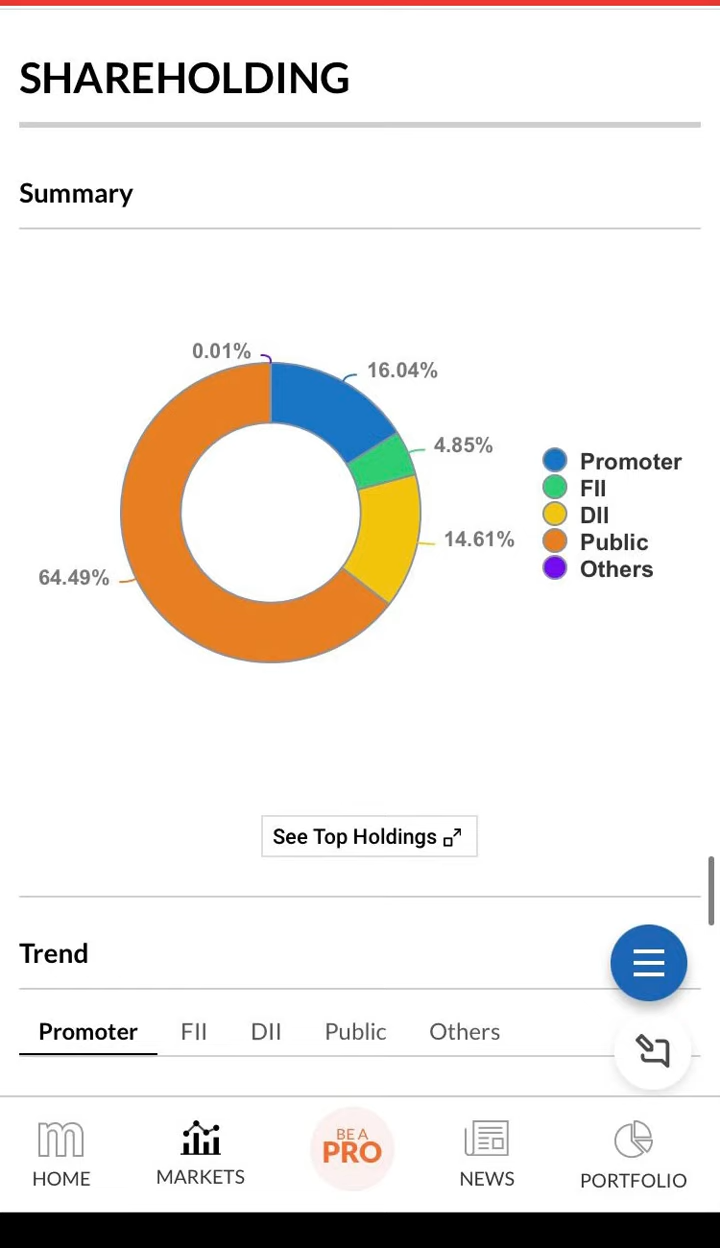 SHAREHOLDING
Summary
0.01%
16.04%
4.85%
14.61%
64.49%
Promoter
FII
DII
Public
Others
See Top Holdings
Trend
Promoter FII DII Public Others
BE A
PRO
HOME MARKETS NEWS PORTFOLIO